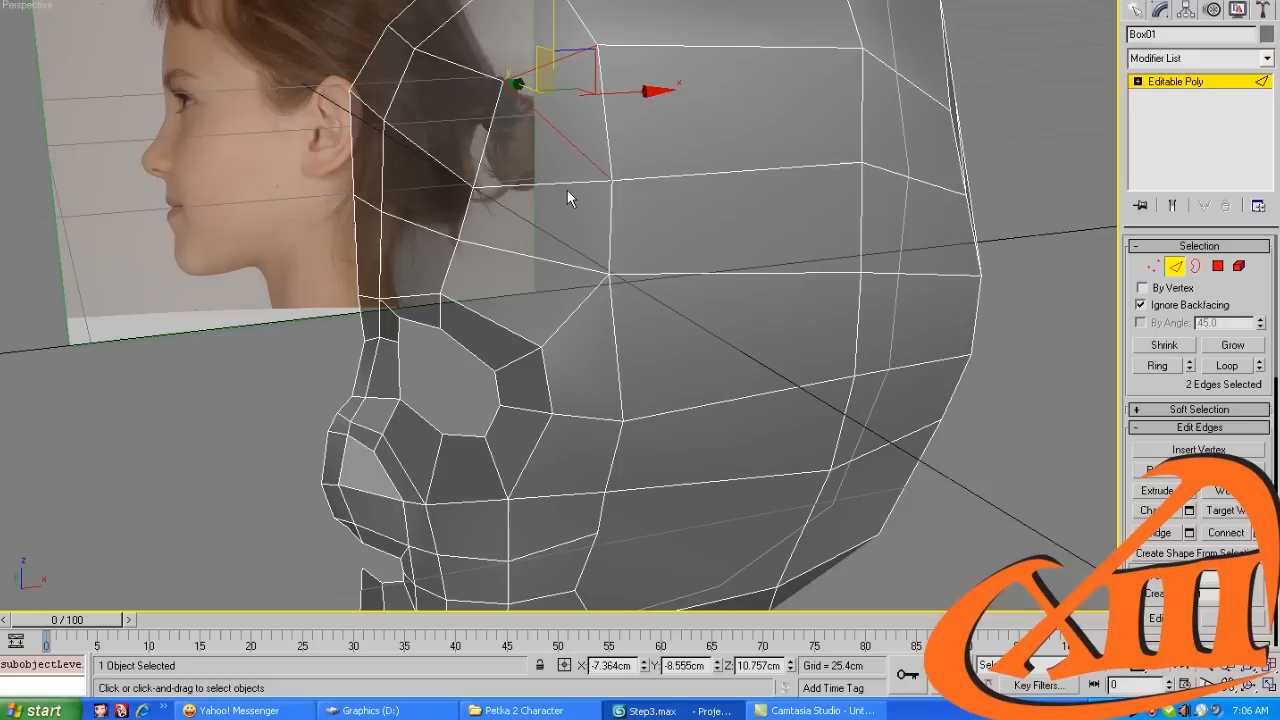 Perspective
Box01
Modifier List
Editable Poly
Selection
By Vertex
Ignore Backfacing
By Angle: 45.0
Shrink Grow
Ring Loop
2 Edges Selected
Soft Selection
Edit Edges
Insert Vertex
Extrude
Target W
Connect
Create Shape From Selec
z
x
y
x
0 / 100
0 5 10 15 20 25 30 35 40 45 50 55 60 65 70 75 80 85 90
subobjectLeve
1 Object Selected
X: -7.364cm Y: -8.555cm Z: 10.757cm Grid = 25.4cm
Click or click-and-drag to select objects
Add Time Tag
Key Filters...
0
XIII
start
Yahoo! Messenger
Graphics (D:)
Petka 2 Character
Step3.max - Proje...
Camtasia Studio - Unt...
7:06 AM